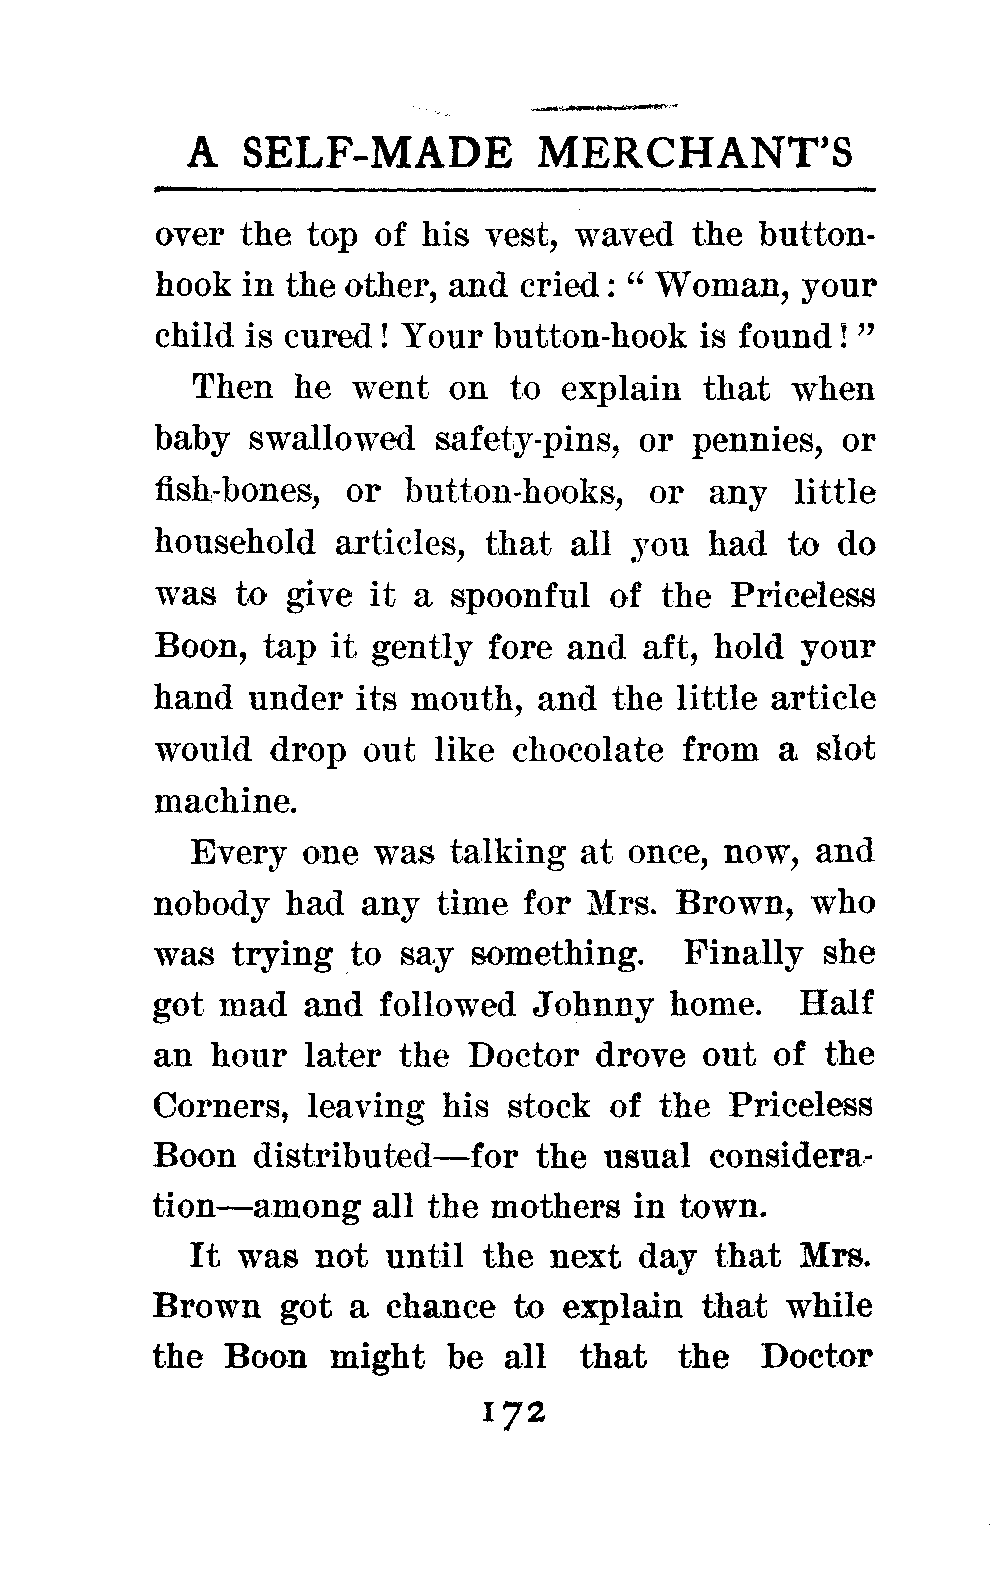 A SELF-MADE MERCHANT'S
over the top of his vest, waved the button-
hook in the other, and cried: " Woman, your
child is cured! Your button-hook is found!"
Then he went on to explain that when
baby swallowed safety-pins, or pennies, or
fish-bones, or button-hooks, or any little
household articles, that all you had to do
was to give it a spoonful of the Priceless
Boon, tap it gently fore and aft, hold your
hand under its mouth, and the little article
would drop out like chocolate from a slot
machine.
Every one was talking at once, now, and
nobody had any time for Mrs. Brown, who
was trying to say something. Finally she
got mad and followed Johnny home. Half
an hour later the Doctor drove out of the
Corners, leaving his stock of the Priceless
Boon distributed—for the usual considera-
tion—among all the mothers in town.
It was not until the next day that Mrs.
Brown got a chance to explain that while
the Boon might be all that the Doctor
172